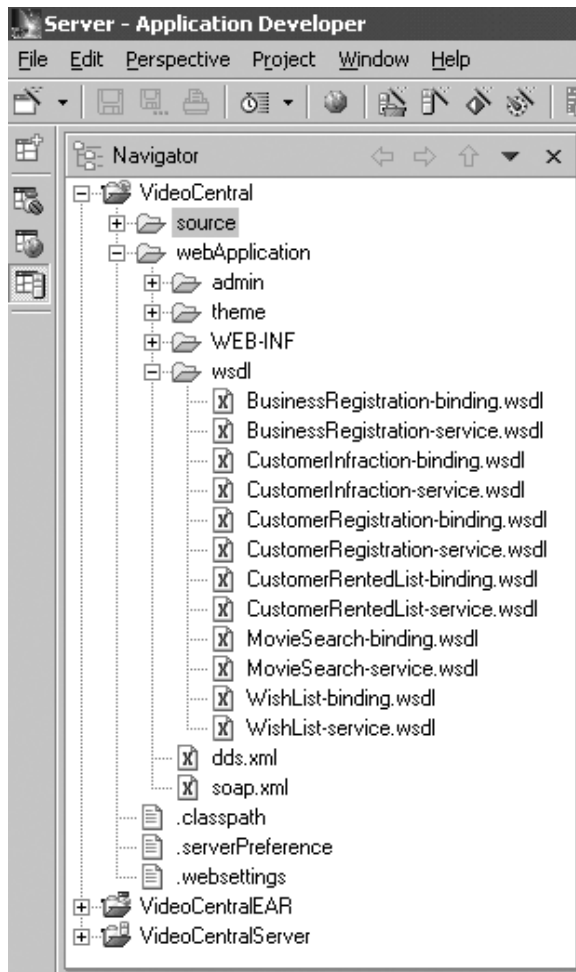 Server - Application Developer
File Edit Perspective Project Window Help
Navigator
VideoCentral
source
webApplication
admin
theme
WEB-INF
wsdl
BusinessRegistration-binding.wsdl
BusinessRegistration-service.wsdl
CustomerInfraction-binding.wsdl
CustomerInfraction-service.wsdl
CustomerRegistration-binding.wsdl
CustomerRegistration-service.wsdl
CustomerRentedList-binding.wsdl
CustomerRentedList-service.wsdl
MovieSearch-binding.wsdl
MovieSearch-service.wsdl
WishList-binding.wsdl
WishList-service.wsdl
dds.xml
soap.xml
.classpath
.serverPreference
.websettings
VideoCentralEAR
VideoCentralServer